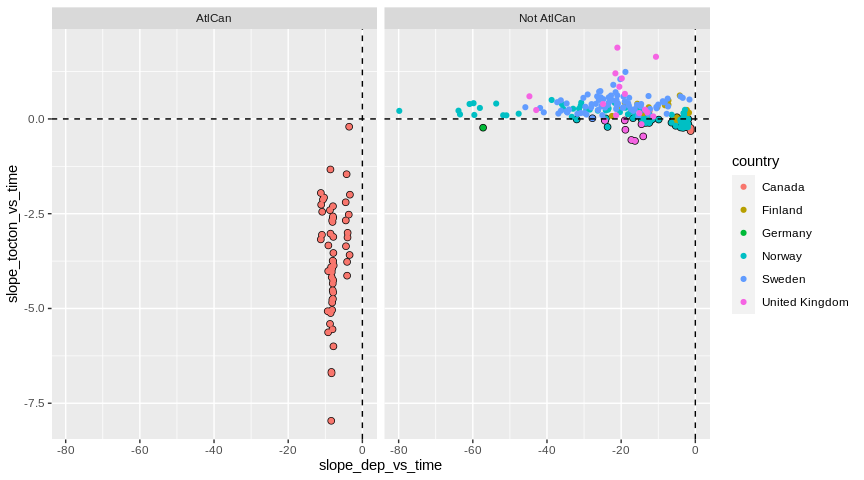 AtlCan
Not AtlCan
0.0
-2.5
-5.0
-7.5
slope_tocton_vs_time
-80
-60
-40
-20
0
-80
-60
-40
-20
0
slope_dep_vs_time
country
Canada
Finland
Germany
Norway
Sweden
United Kingdom